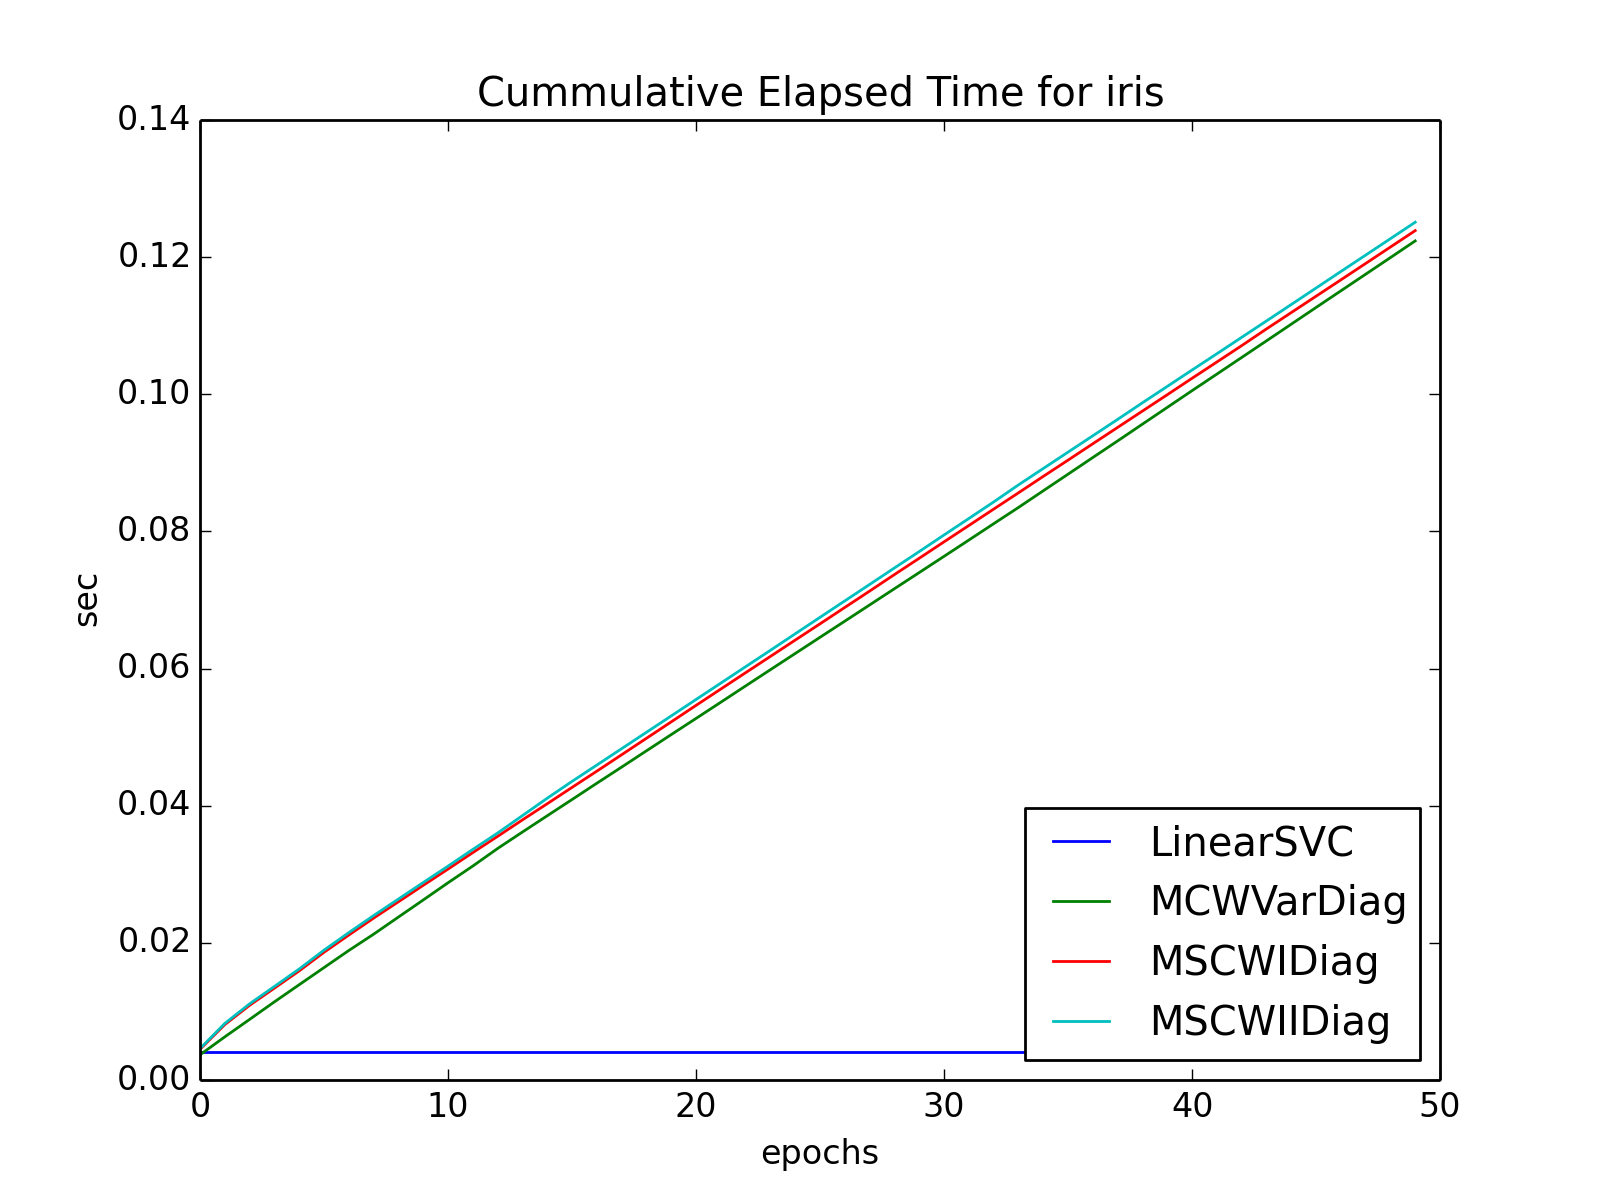 Cummulative Elapsed Time for iris
0.14
0.12
0.10
0.08
0.06
0.04
0.02
0.00
sec
LinearSVC
MCWVarDiag
MSCWIDiag
MSCWIIDiag
0 10 20 30 40 50
epochs